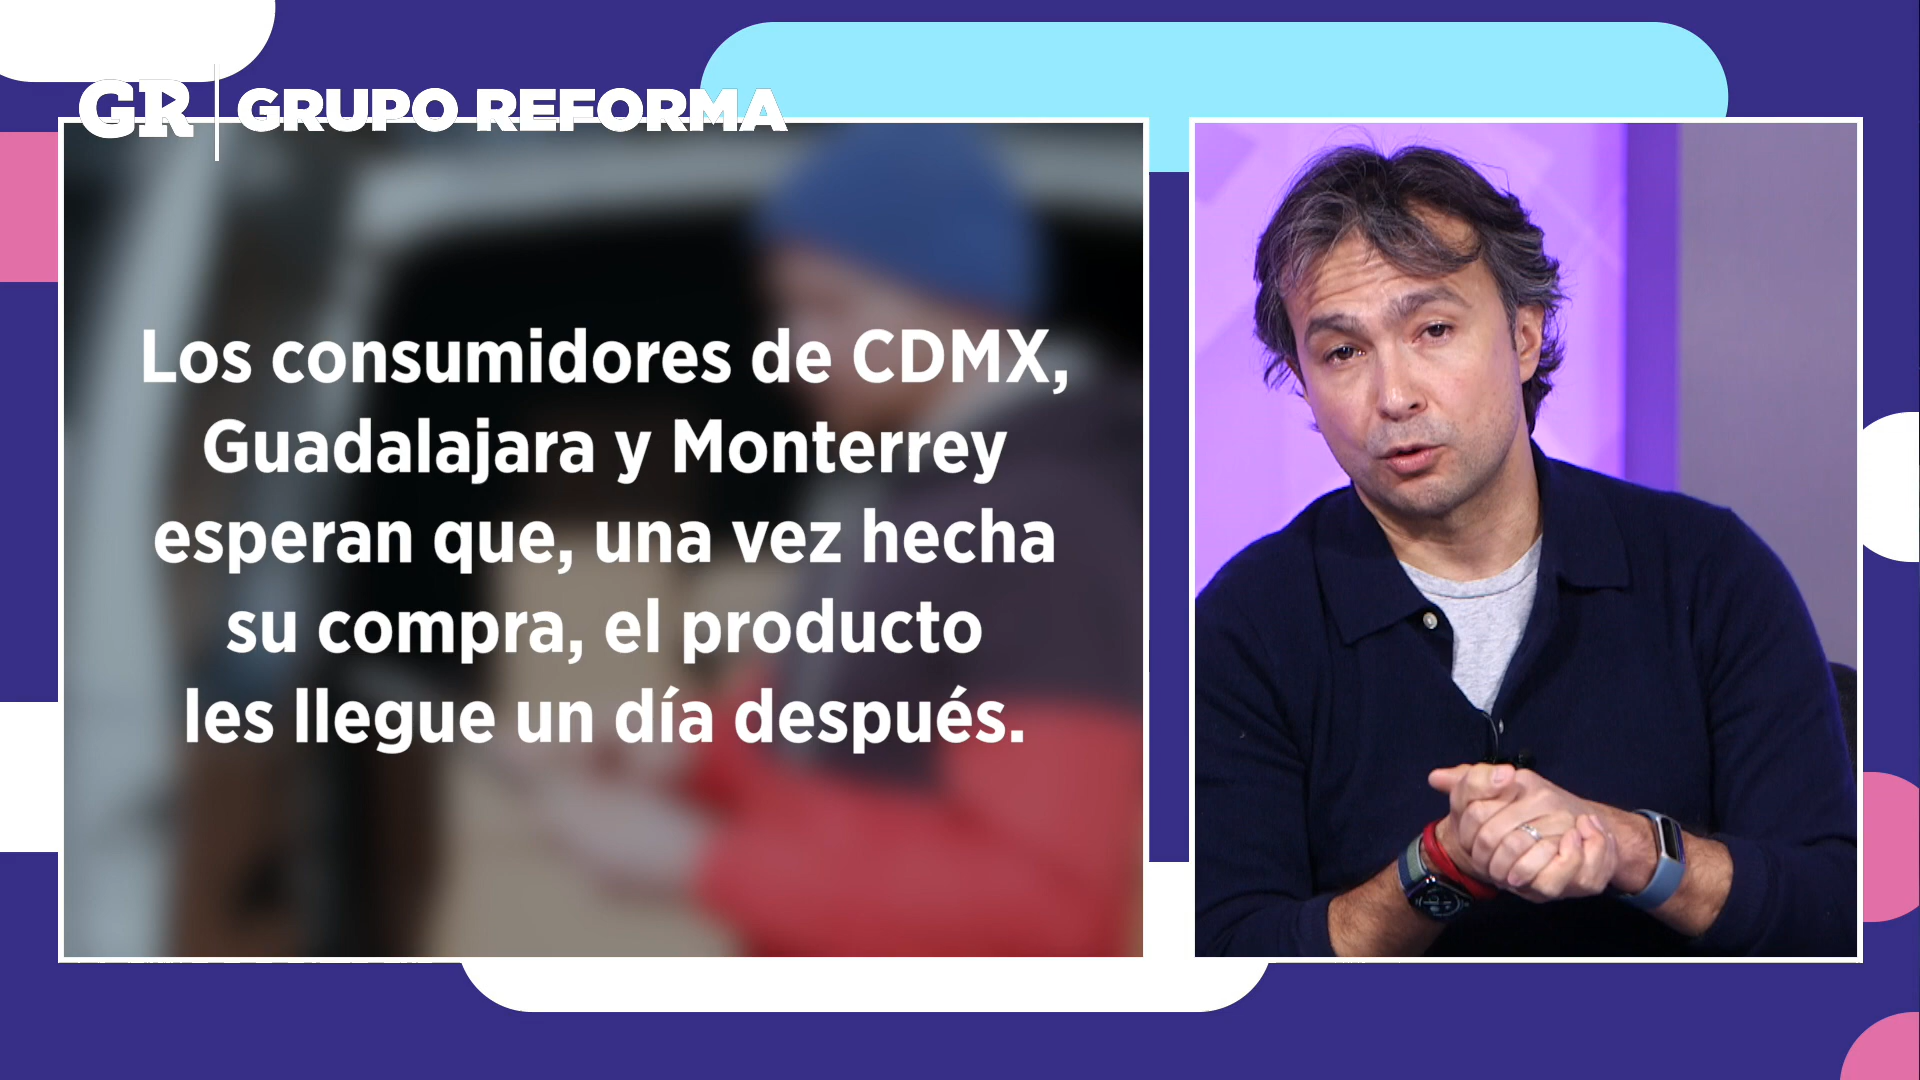 GR GRUPO REFORMA
Los consumidores de CDMX,
Guadalajara y Monterrey
esperan que, una vez hecha
su compra, el producto
les llegue un día después.